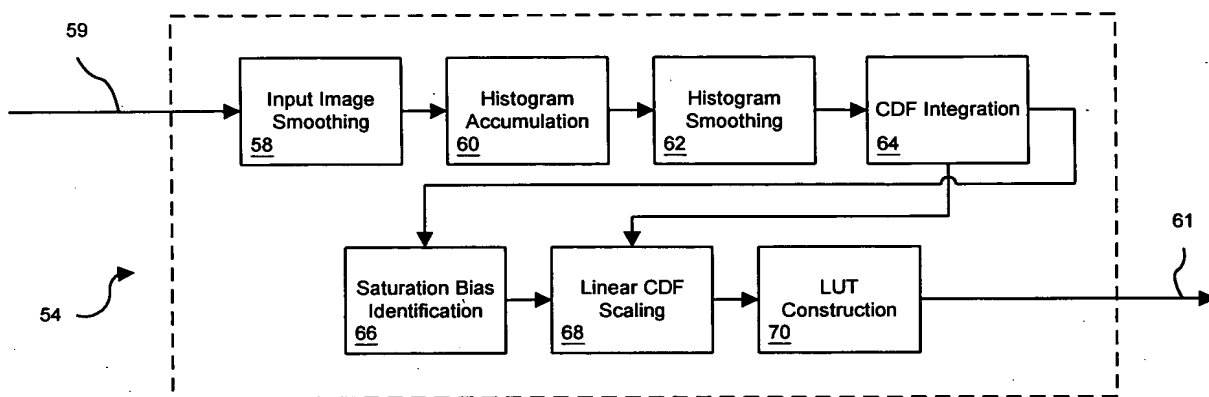 59
Input Image
Smoothing
58
Histogram
Accumulation
60
Histogram
Smoothing
62
CDF Integration
64
61
54
Saturation Bias
Identification
66
Linear CDF
Scaling
68
LUT
Construction
70